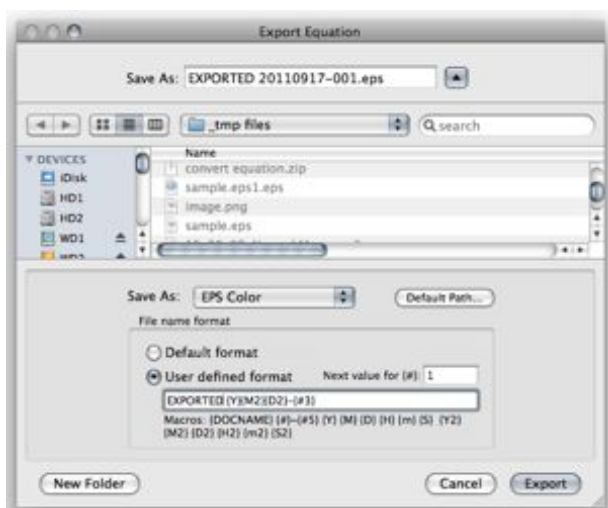 Export Equation
Save As: EXPORTED 20110917-001.eps
_tmp files
search
DEVICES
iDisk
HD1
HD2
WD1
Name
convert equation.zip
sample.eps1.eps
image.png
sample.eps
Save As: EPS Color
Default Path...
File name format
Default format
User defined format Next value for (#): 1
EXPORTED (Y)(M2)(D2)-(#3)
Macros: (DOCNAME) (#)-(#5) (Y) (M) (D) (H) (m) (S) (Y2)
(M2) (D2) (H2) (m2) (S2)
New Folder
Cancel
Export